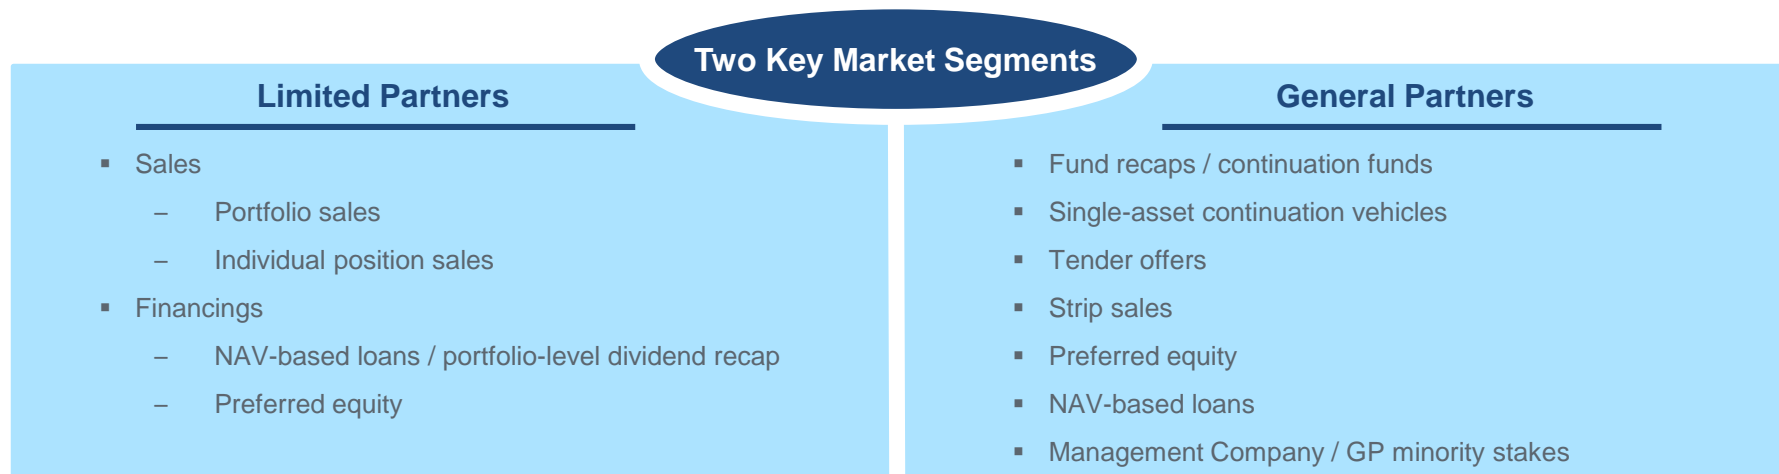 Two Key Market Segments
Limited Partners
▪ Sales
– Portfolio sales
– Individual position sales
▪ Financings
– NAV-based loans / portfolio-level dividend recap
– Preferred equity
General Partners
▪ Fund recaps / continuation funds
▪ Single-asset continuation vehicles
▪ Tender offers
▪ Strip sales
▪ Preferred equity
▪ NAV-based loans
▪ Management Company / GP minority stakes